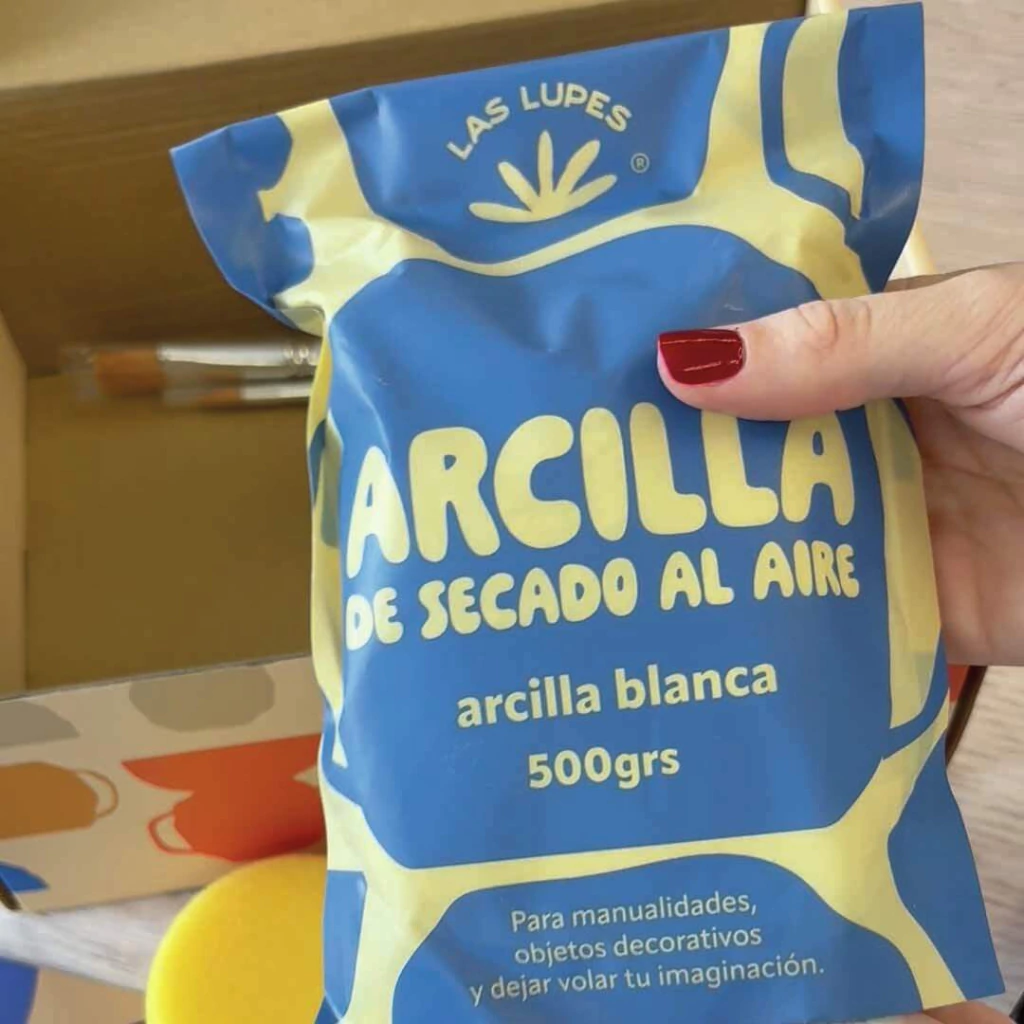 LAS LUPES
®
ARCILLA
DE SECADO AL AIRE
arcilla blanca
500grs
Para manualidades,
objetos decorativos
y dejar volar tu imaginación.